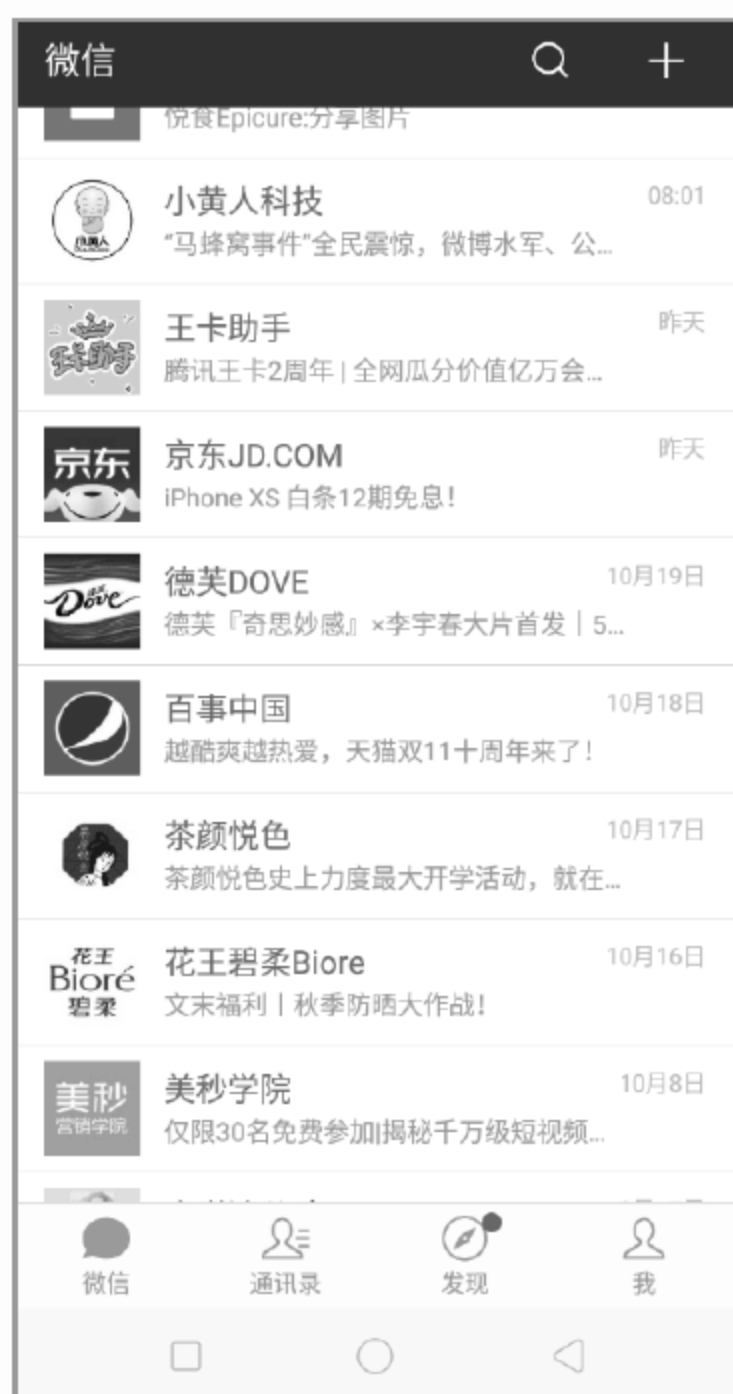 微信
悦食Epicure:分享图片
小黄人
小黄人科技 08:01
“马蜂窝事件”全民震惊，微博水军、公...
王卡助手
王卡助手 昨天
腾讯王卡2周年 | 全网瓜分价值亿万会...
京东
京东JD.COM 昨天
iPhone XS 白条12期免息！
Dove
德芙DOVE 10月19日
德芙『奇思妙感』×李宇春大片首发｜5...
百事中国 10月18日
越酷爽越热爱，天猫双11十周年来了！
茶颜悦色 10月17日
茶颜悦色史上力度最大开学活动，就在...
花王
Bioré
碧柔
花王碧柔Biore 10月16日
文末福利丨秋季防晒大作战！
美秒
营销学院
美秒学院 10月8日
仅限30名免费参加|揭秘千万级短视频...
微信 通讯录 发现 我